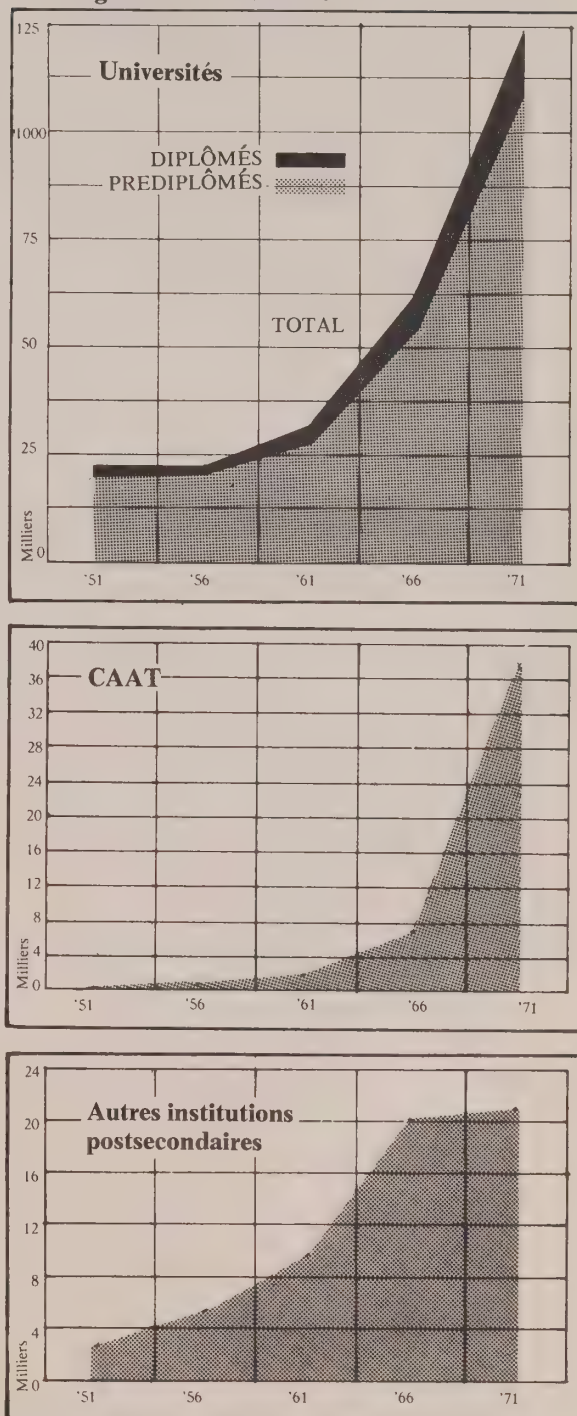 125
Universités
1000
DIPLÔMÉS
PREDIPLÔMÉS
75
TOTAL
50
25
Milliers
0
'51 '56 '61 '66 '71
40
CAAT
36
32
28
24
20
16
12
8
4
Milliers
0
'51 '56 '61 '66 '71
24
Autres institutions
postsecondaires
20
16
12
8
4
Milliers
0
'51 '56 '61 '66 '71